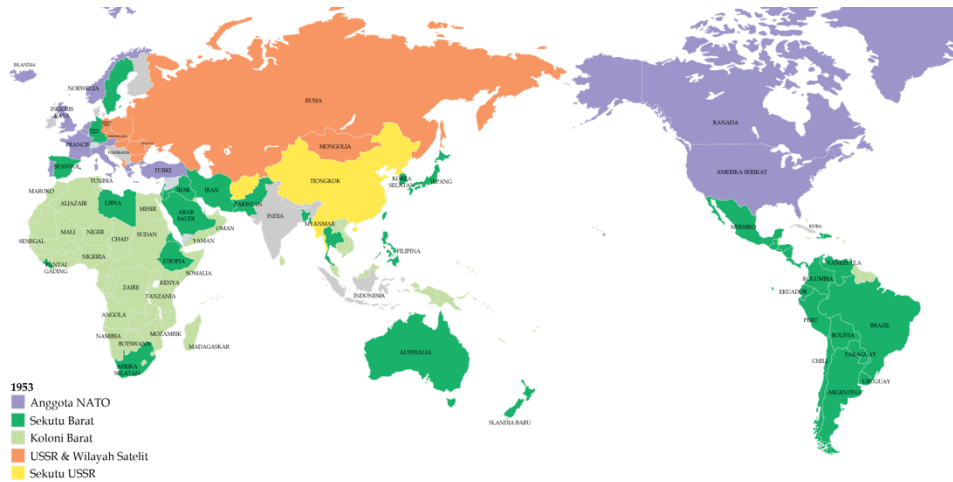 ISLANDIA
NORWEGIA
INGGRIS
RAYA
PRANCIS
SPANYOL
TURKI
RUSIA
MONGOLIA
TIONGKOK
KOREA
SELATAN
JEPANG
TUNISIA
MAROKO
ALJAZAIR
LIBYA
MESIR
IRAK
IRAN
PAKISTAN
ARAB
SAUDI
OMAN
YAMAN
INDIA
MYANMAR
FILIPINA
MALI
NIGER
CHAD
SUDAN
SENEGAL
NIGERIA
PANTAI
GADING
ETIOPIA
SOMALIA
KENYA
ZAIRE
TANZANIA
ANGOLA
MOZAMBIK
NAMIBIA
BOTSWANA
MADAGASKAR
AFRIKA
SELATAN
INDONESIA
AUSTRALIA
SLANDIA BARU
KANADA
AMERIKA SERIKAT
MEKSIKO
KUBA
VENEZUELA
KOLUMBIA
EKUADOR
PERU
BRAZIL
BOLIVIA
PARAGUAY
CHILI
URUGUAY
ARGENTINA
1953
Anggota NATO
Sekutu Barat
Koloni Barat
USSR & Wilayah Satelit
Sekutu USSR